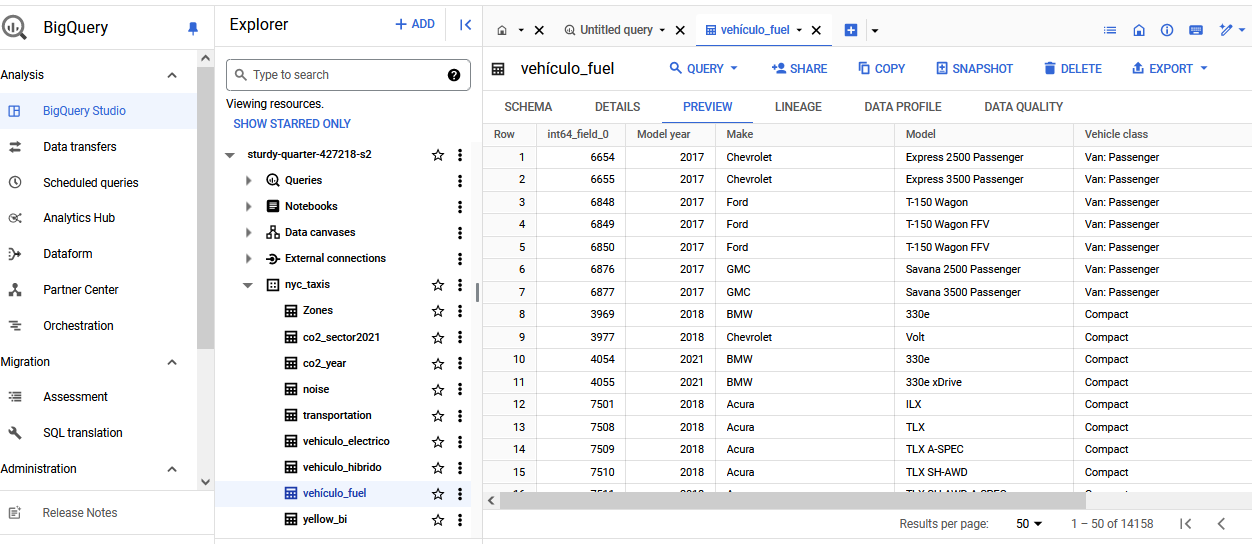 BigQuery
Analysis
BigQuery Studio
Data transfers
Scheduled queries
Analytics Hub
Dataform
Partner Center
Orchestration
Migration
Assessment
SQL translation
Administration
Release Notes
Explorer
+ ADD
Type to search
Viewing resources.
SHOW STARRED ONLY
sturdy-quarter-427218-s2
Queries
Notebooks
Data canvases
External connections
nyc_taxis
Zones
co2_sector2021
co2_year
noise
transportation
vehiculo_electrico
vehiculo_hibrido
vehículo_fuel
yellow_bi
Untitled query
vehículo_fuel
vehículo_fuel
QUERY SHARE COPY SNAPSHOT DELETE EXPORT
SCHEMA DETAILS PREVIEW LINEAGE DATA PROFILE DATA QUALITY
Row int64_field_0 Model year Make Model Vehicle class
1 6654 2017 Chevrolet Express 2500 Passenger Van: Passenger
2 6655 2017 Chevrolet Express 3500 Passenger Van: Passenger
3 6848 2017 Ford T-150 Wagon Van: Passenger
4 6849 2017 Ford T-150 Wagon FFV Van: Passenger
5 6850 2017 Ford T-150 Wagon FFV Van: Passenger
6 6876 2017 GMC Savana 2500 Passenger Van: Passenger
7 6877 2017 GMC Savana 3500 Passenger Van: Passenger
8 3969 2018 BMW 330e Compact
9 3977 2018 Chevrolet Volt Compact
10 4054 2021 BMW 330e Compact
11 4055 2021 BMW 330e xDrive Compact
12 7501 2018 Acura ILX Compact
13 7508 2018 Acura TLX Compact
14 7509 2018 Acura TLX A-SPEC Compact
15 7510 2018 Acura TLX SH-AWD Compact
Results per page: 50 1 – 50 of 14158